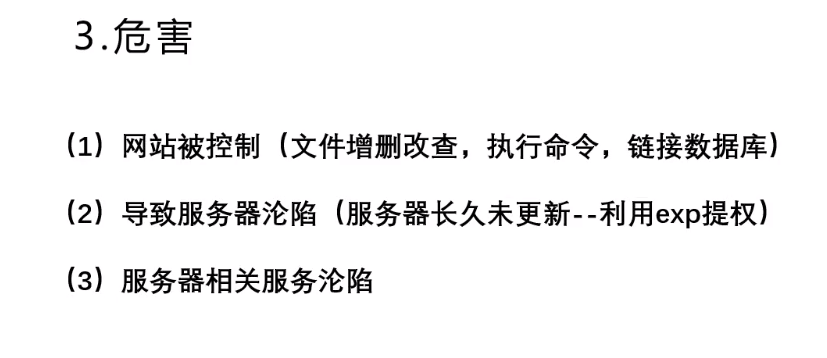 3.危害
（1）网站被控制（文件增删改查，执行命令，链接数据库）
（2）导致服务器沦陷（服务器长久未更新--利用exp提权）
（3）服务器相关服务沦陷